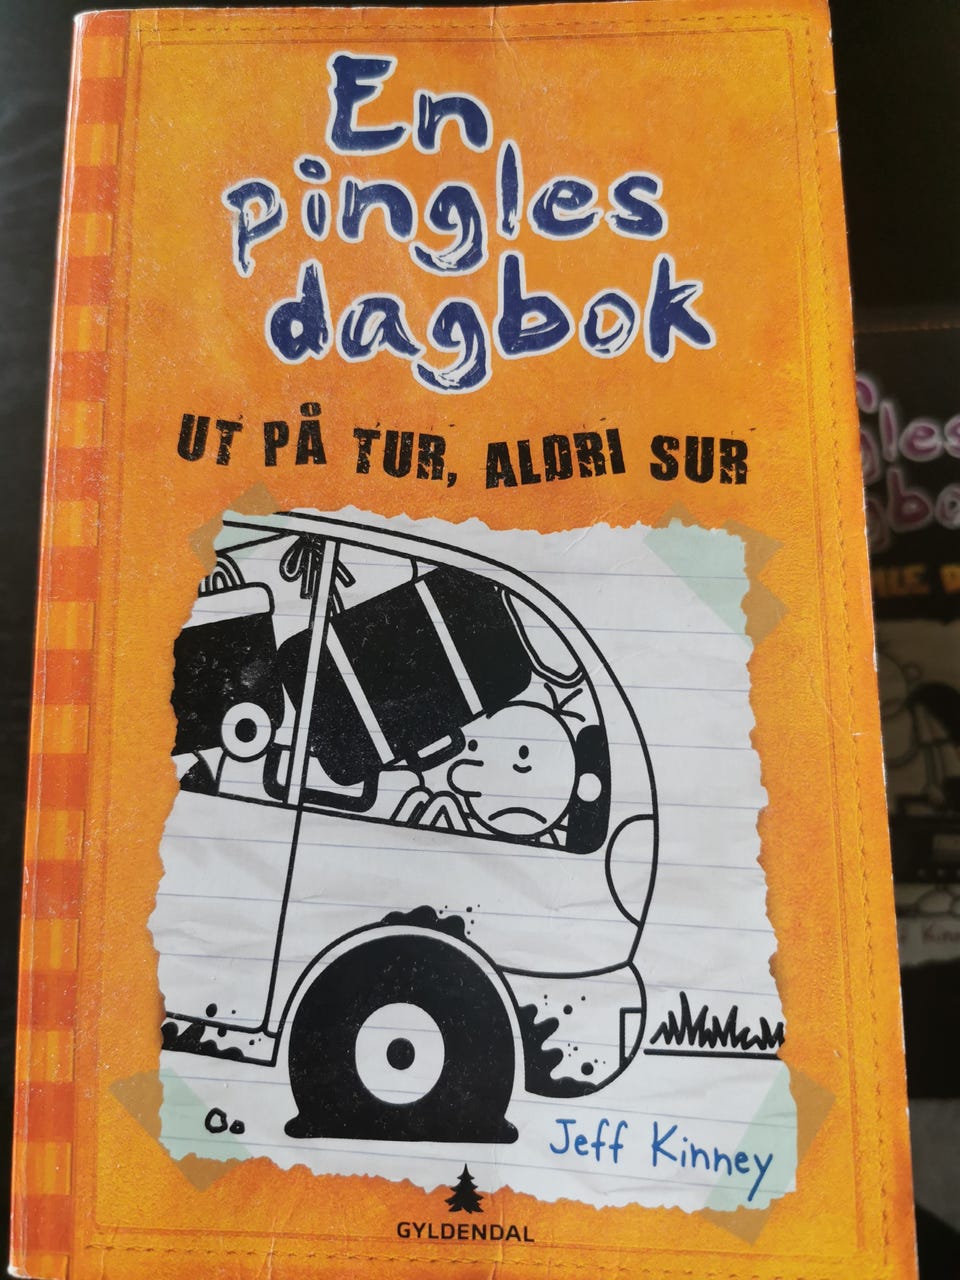 En
pingles
dagbok
UT PÅ TUR, ALDRI SUR
Jeff Kinney
GYLDENDAL